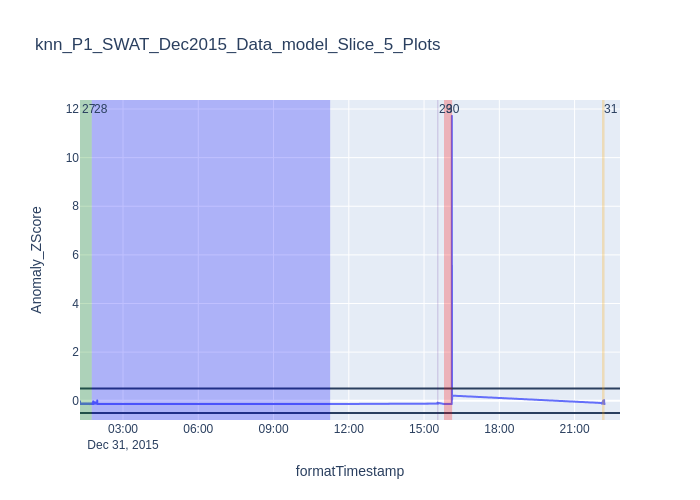 knn_P1_SWAT_Dec2015_Data_model_Slice_5_Plots
27
28
29
30
31
12
10
8
6
4
2
0
Anomaly_ZScore
03:00 06:00 09:00 12:00 15:00 18:00 21:00
Dec 31, 2015
formatTimestamp